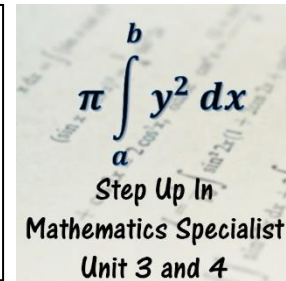 b
π ∫ y² dx
a
Step Up In
Mathematics Specialist
Unit 3 and 4